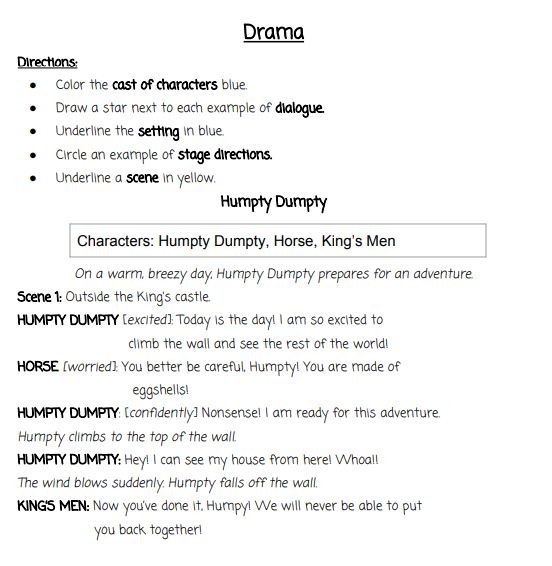 Drama
Directions:
● Color the cast of characters blue.
● Draw a star next to each example of dialogue.
● Underline the setting in blue.
● Circle an example of stage directions.
● Underline a scene in yellow.
Humpty Dumpty
Characters: Humpty Dumpty, Horse, King's Men
On a warm, breezy day, Humpty Dumpty prepares for an adventure.
Scene 1: Outside the King's castle.
HUMPTY DUMPTY [excited]: Today is the day! I am so excited to
climb the wall and see the rest of the world!
HORSE [worried]: You better be careful, Humpty! You are made of
eggshells!
HUMPTY DUMPTY: [confidently] Nonsense! I am ready for this adventure.
Humpty climbs to the top of the wall.
HUMPTY DUMPTY: Hey! I can see my house from here! Whoa!!
The wind blows suddenly. Humpty falls off the wall.
KING'S MEN: Now you've done it, Humpy! We will never be able to put
you back together!